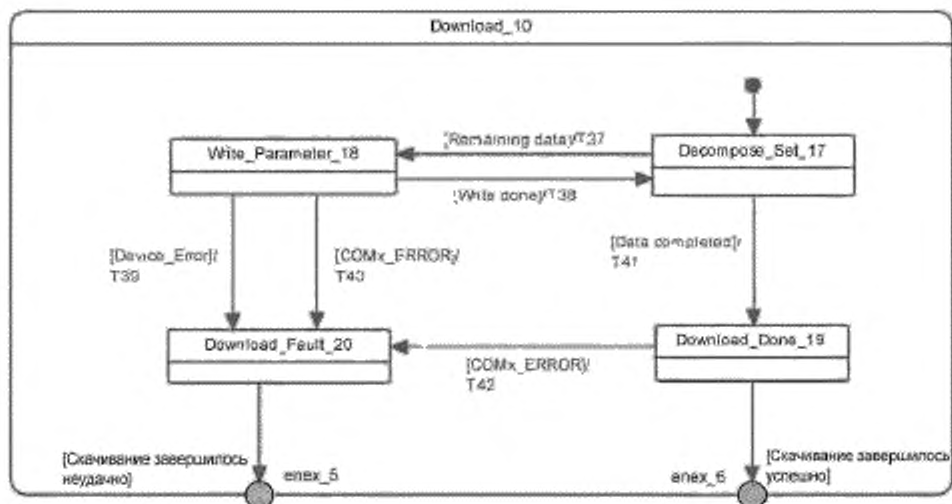 Download_10
[Remaining data]/T37
Write_Parameter_18
Decompose_Set_17
[Write done]/T38
[Device_Error]/
T39
[COMx_ERROR]/
T40
[Data completed]/
T41
Download_Fault_20
Download_Done_19
[COMx_ERROR]/
T42
[Скачивание завершилось
неудачно]
enex_5
enex_6
[Скачивание завершилось
успешно]